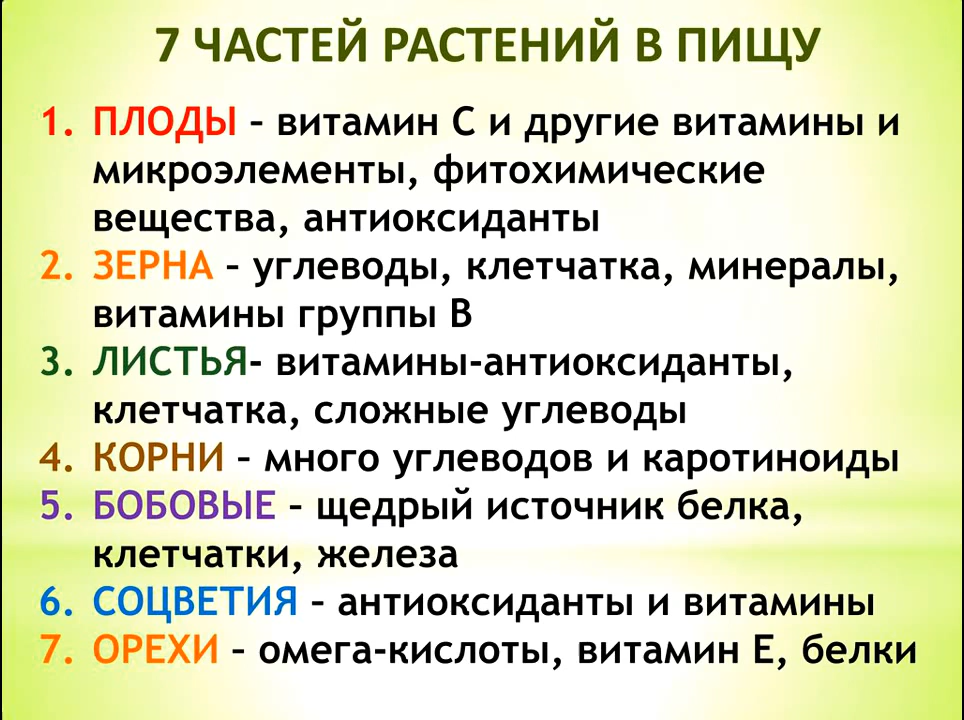 7 ЧАСТЕЙ РАСТЕНИЙ В ПИЩУ
1. ПЛОДЫ – витамин С и другие витамины и
микроэлементы, фитохимические
вещества, антиоксиданты
2. ЗЕРНА – углеводы, клетчатка, минералы,
витамины группы В
3. ЛИСТЬЯ- витамины-антиоксиданты,
клетчатка, сложные углеводы
4. КОРНИ – много углеводов и каротиноиды
5. БОБОВЫЕ – щедрый источник белка,
клетчатки, железа
6. СОЦВЕТИЯ – антиоксиданты и витамины
7. ОРЕХИ – омега-кислоты, витамин Е, белки